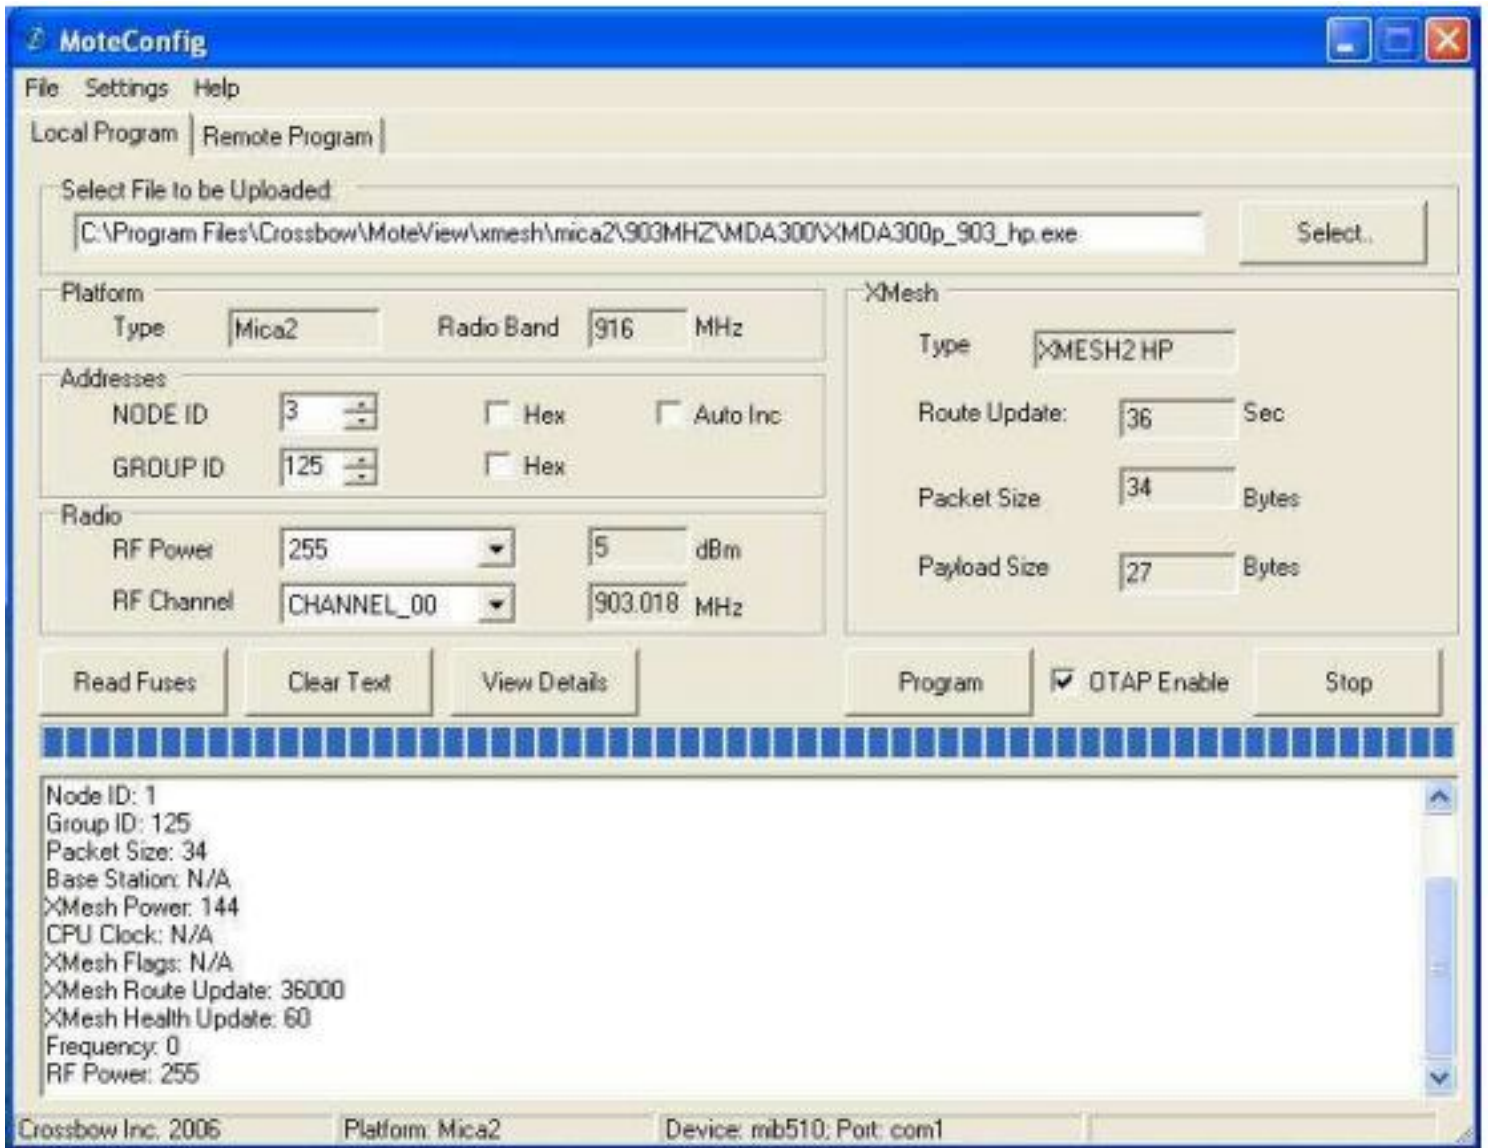 MoteConfig
File Settings Help
Local Program Remote Program
Select File to be Uploaded
C:\Program Files\Crossbow\MoteView\xmesh\mica2\903MHZ\MDA300\XMDA300p_903_hp.exe Select..
Platform
Type Mica2 Radio Band 916 MHz
Addresses
NODE ID 3 Hex Auto Inc
GROUP ID 125 Hex
Radio
RF Power 255 5 dBm
RF Channel CHANNEL_00 903.018 MHz
XMesh
Type XMESH2 HP
Route Update: 36 Sec
Packet Size 34 Bytes
Payload Size 27 Bytes
Read Fuses Clear Text View Details Program OTAP Enable Stop
Node ID: 1
Group ID: 125
Packet Size: 34
Base Station: N/A
XMesh Power: 144
CPU Clock: N/A
XMesh Flags: N/A
XMesh Route Update: 36000
XMesh Health Update: 60
Frequency: 0
RF Power: 255
Crossbow Inc. 2006 Platform: Mica2 Device: mib510; Port: com1